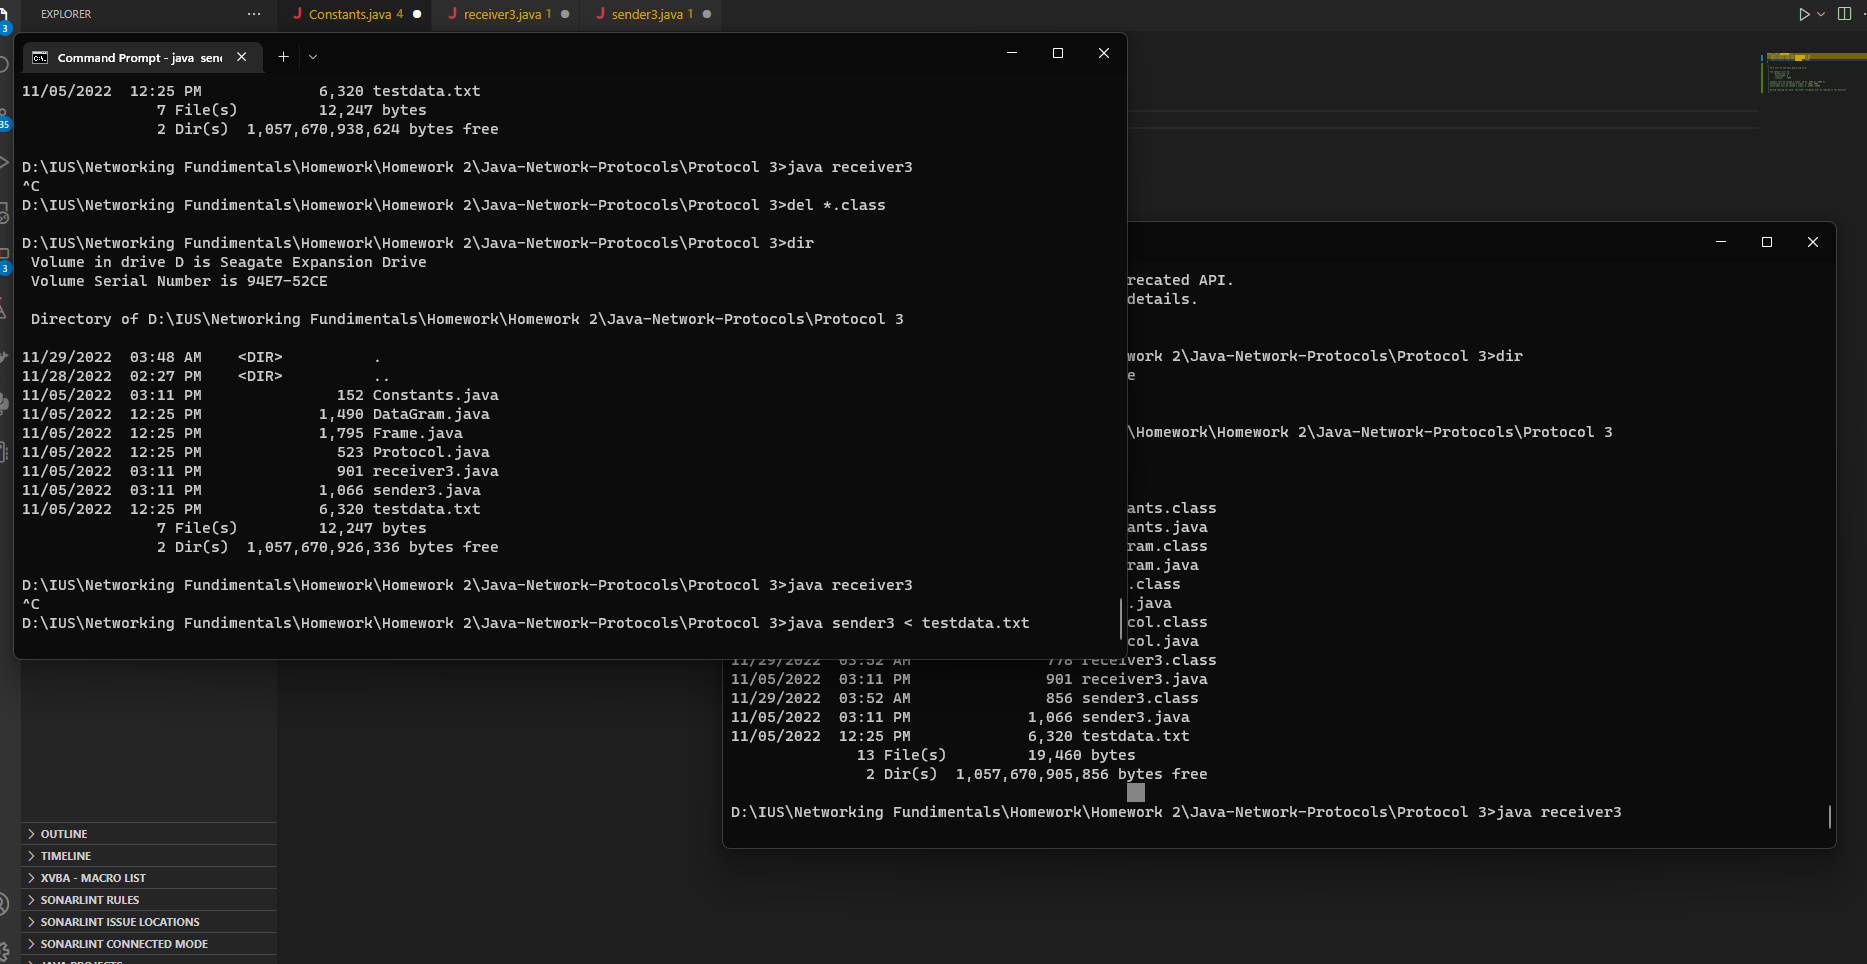 EXPLORER
Constants.java 4
receiver3.java 1
sender3.java 1
3
Command Prompt - java send
11/05/2022  12:25 PM             6,320 testdata.txt
               7 File(s)         12,247 bytes
               2 Dir(s)  1,057,670,938,624 bytes free
35
D:\IUS\Networking Fundimentals\Homework\Homework 2\Java-Network-Protocols\Protocol 3>java receiver3
^C
D:\IUS\Networking Fundimentals\Homework\Homework 2\Java-Network-Protocols\Protocol 3>del *.class
D:\IUS\Networking Fundimentals\Homework\Homework 2\Java-Network-Protocols\Protocol 3>dir
 Volume in drive D is Seagate Expansion Drive
 Volume Serial Number is 94E7-52CE
3
 Directory of D:\IUS\Networking Fundimentals\Homework\Homework 2\Java-Network-Protocols\Protocol 3
11/29/2022  03:48 AM    <DIR>          .
11/28/2022  02:27 PM    <DIR>          ..
11/05/2022  03:11 PM               152 Constants.java
11/05/2022  12:25 PM             1,490 DataGram.java
11/05/2022  12:25 PM             1,795 Frame.java
11/05/2022  12:25 PM               523 Protocol.java
11/05/2022  03:11 PM               901 receiver3.java
11/05/2022  03:11 PM             1,066 sender3.java
11/05/2022  12:25 PM             6,320 testdata.txt
               7 File(s)         12,247 bytes
               2 Dir(s)  1,057,670,926,336 bytes free
D:\IUS\Networking Fundimentals\Homework\Homework 2\Java-Network-Protocols\Protocol 3>java receiver3
^C
D:\IUS\Networking Fundimentals\Homework\Homework 2\Java-Network-Protocols\Protocol 3>java sender3 < testdata.txt
recated API.
details.
work 2\Java-Network-Protocols\Protocol 3>dir
e
\Homework\Homework 2\Java-Network-Protocols\Protocol 3
ants.class
ants.java
ram.class
ram.java
.class
.java
col.class
col.java
11/29/2022  03:52 AM               778 receiver3.class
11/05/2022  03:11 PM               901 receiver3.java
11/29/2022  03:52 AM               856 sender3.class
11/05/2022  03:11 PM             1,066 sender3.java
11/05/2022  12:25 PM             6,320 testdata.txt
              13 File(s)         19,460 bytes
               2 Dir(s)  1,057,670,905,856 bytes free
D:\IUS\Networking Fundimentals\Homework\Homework 2\Java-Network-Protocols\Protocol 3>java receiver3
OUTLINE
TIMELINE
XVBA - MACRO LIST
SONARLINT RULES
SONARLINT ISSUE LOCATIONS
SONARLINT CONNECTED MODE
JAVA PROJECTS